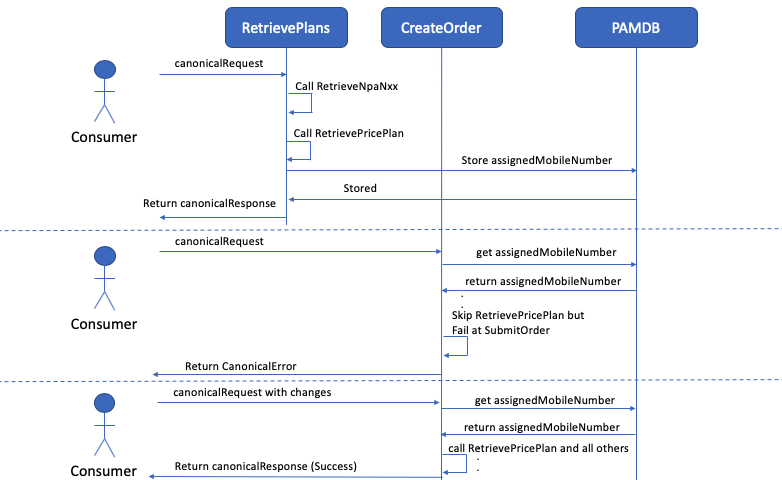 RetrievePlans
CreateOrder
PAMDB
canonicalRequest
Call RetrieveNpaNxx
Consumer
Call RetrievePricePlan
Store assignedMobileNumber
Stored
Return canonicalResponse
canonicalRequest
get assignedMobileNumber
return assignedMobileNumber
Consumer
Skip RetrievePricePlan but
Fail at SubmitOrder
Return CanonicalError
canonicalRequest with changes
get assignedMobileNumber
return assignedMobileNumber
call RetrievePricePlan and all others
Consumer
Return canonicalResponse (Success)